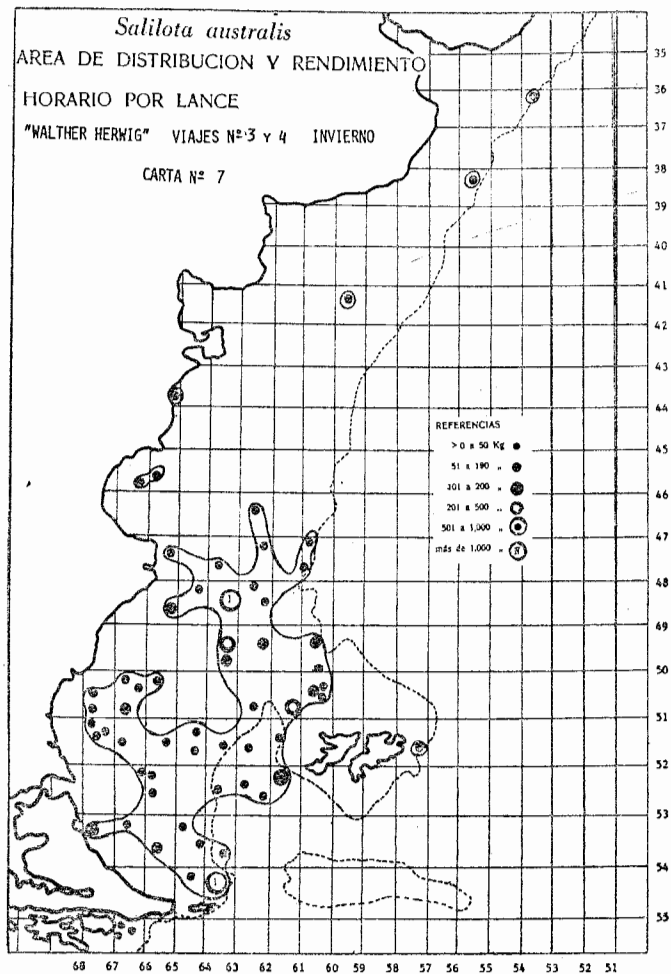 Salilota australis
AREA DE DISTRIBUCION Y RENDIMIENTO
HORARIO POR LANCE
"WALTHER HERWIG" VIAJES Nº 3 y 4 INVIERNO
CARTA Nº 7
35
36
37
38
39
40
41
42
43
44
REFERENCIAS
> 0 a 50 Kg
45
51 a 100 „
46
101 a 200 „
201 a 500 „
47
501 a 1,000 „
más de 1.000 „ N
48
1
49
50
51
52
53
54
1
55
68 67 66 65 64 63 62 61 60 59 58 57 56 55 54 53 52 51